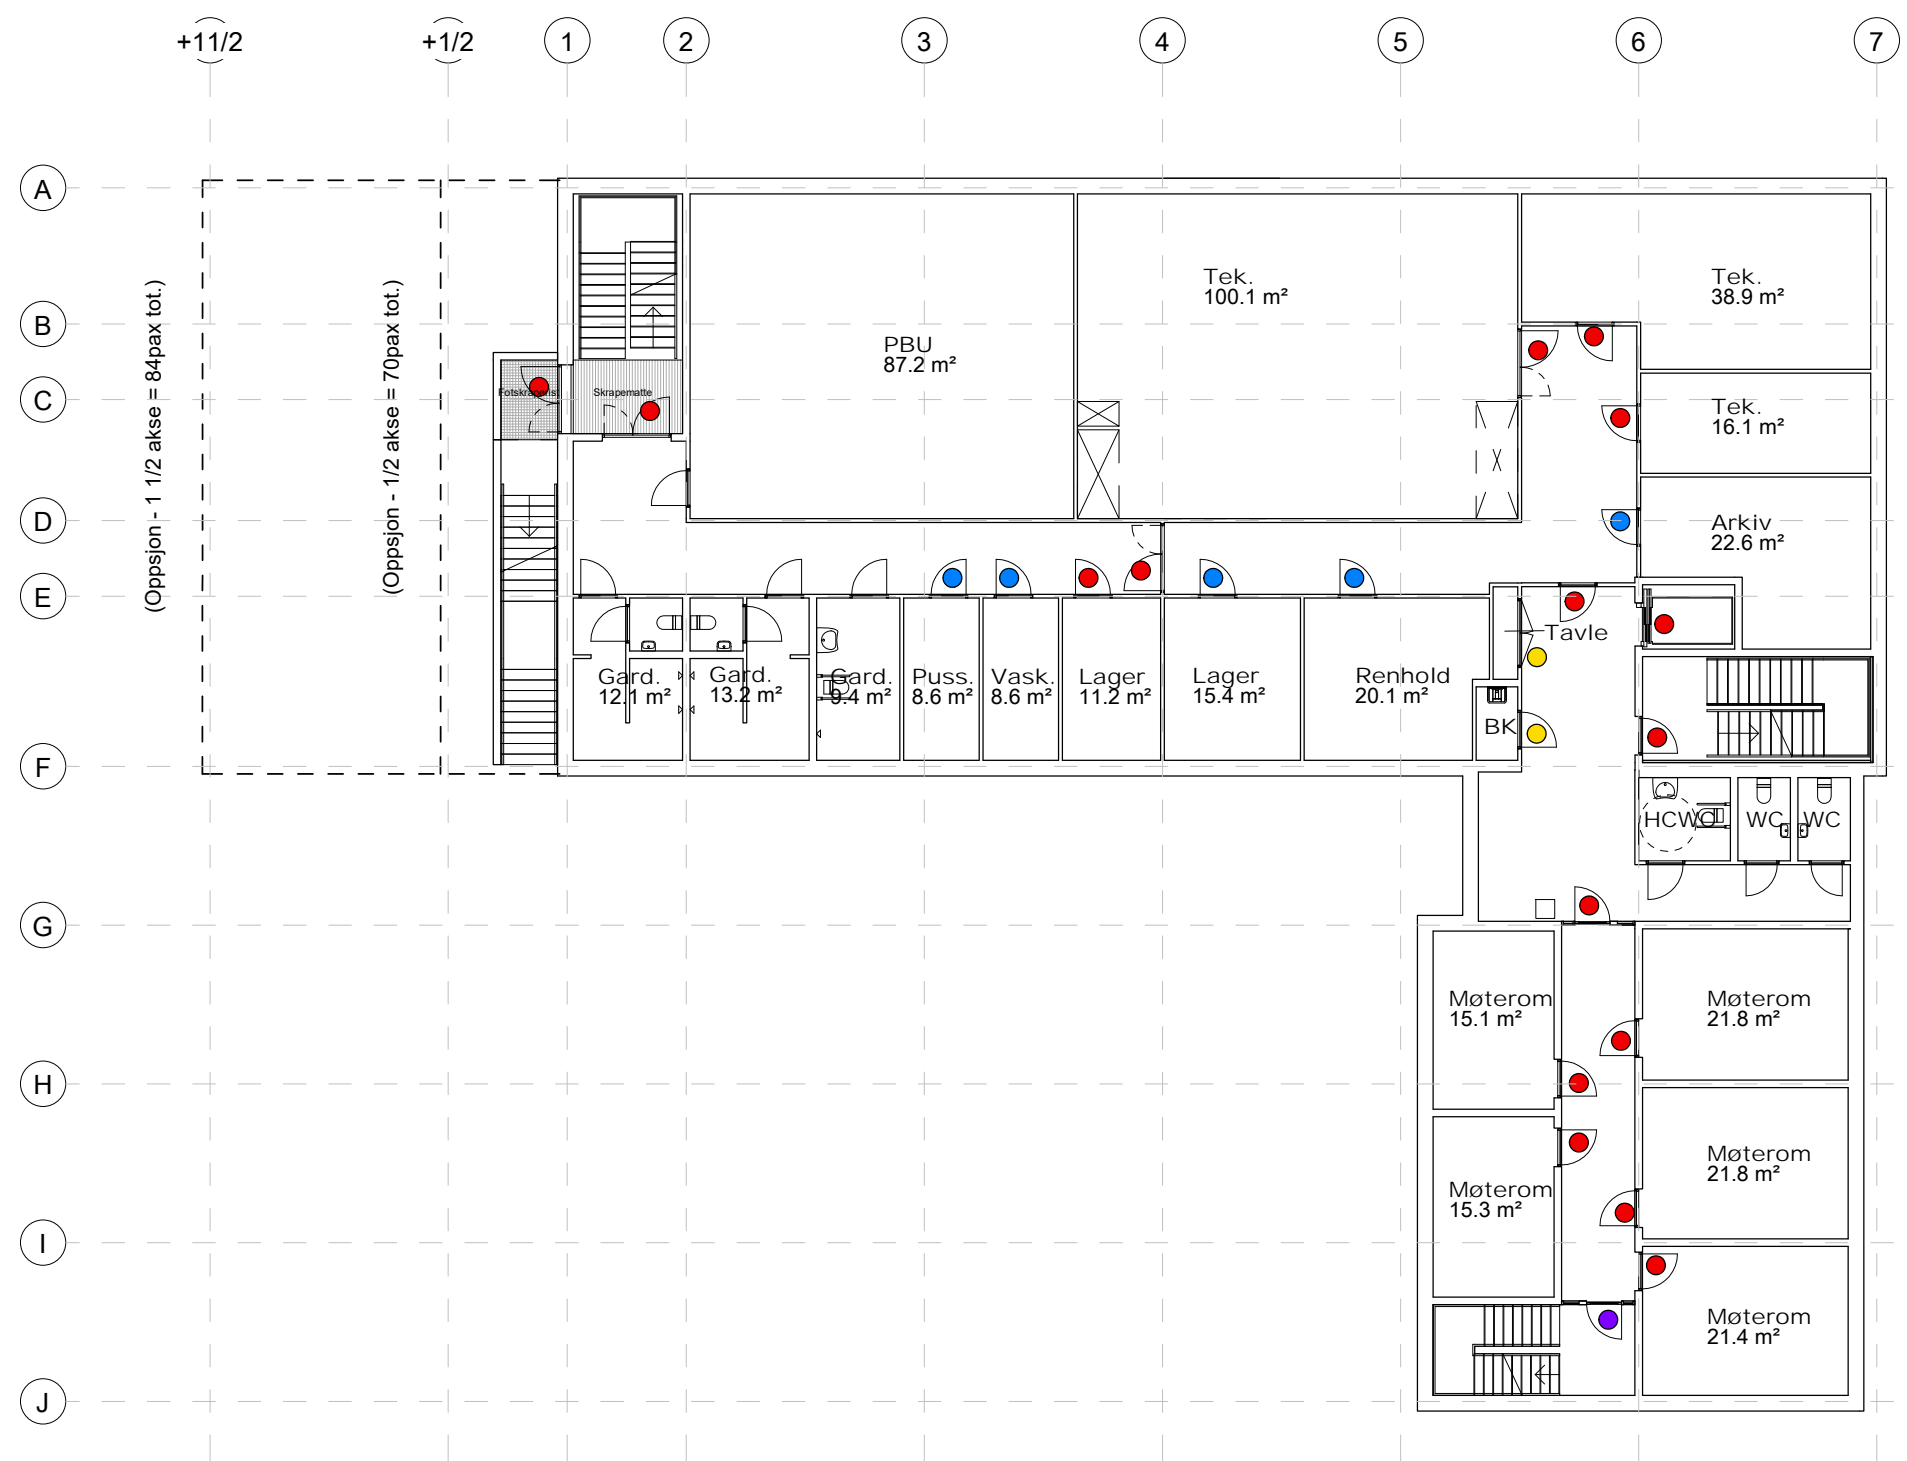 +11/2
+1/2
1
2
3
4
5
6
7
A
B
C
D
E
F
G
H
I
J
(Oppsjon - 1 1/2 akse = 84pax tot.)
(Oppsjon - 1/2 akse = 70pax tot.)
Tek.
100.1 m²
Tek.
38.9 m²
PBU
87.2 m²
Fotskraperist
Skrapematte
Tek.
16.1 m²
Arkiv
22.6 m²
Tavle
Gard.
12.1 m²
Gard.
13.2 m²
Gard.
9.4 m²
Puss.
8.6 m²
Vask.
8.6 m²
Lager
11.2 m²
Lager
15.4 m²
Renhold
20.1 m²
BK
HCWC
WC
WC
Møterom
15.1 m²
Møterom
21.8 m²
Møterom
15.3 m²
Møterom
21.8 m²
Møterom
21.4 m²